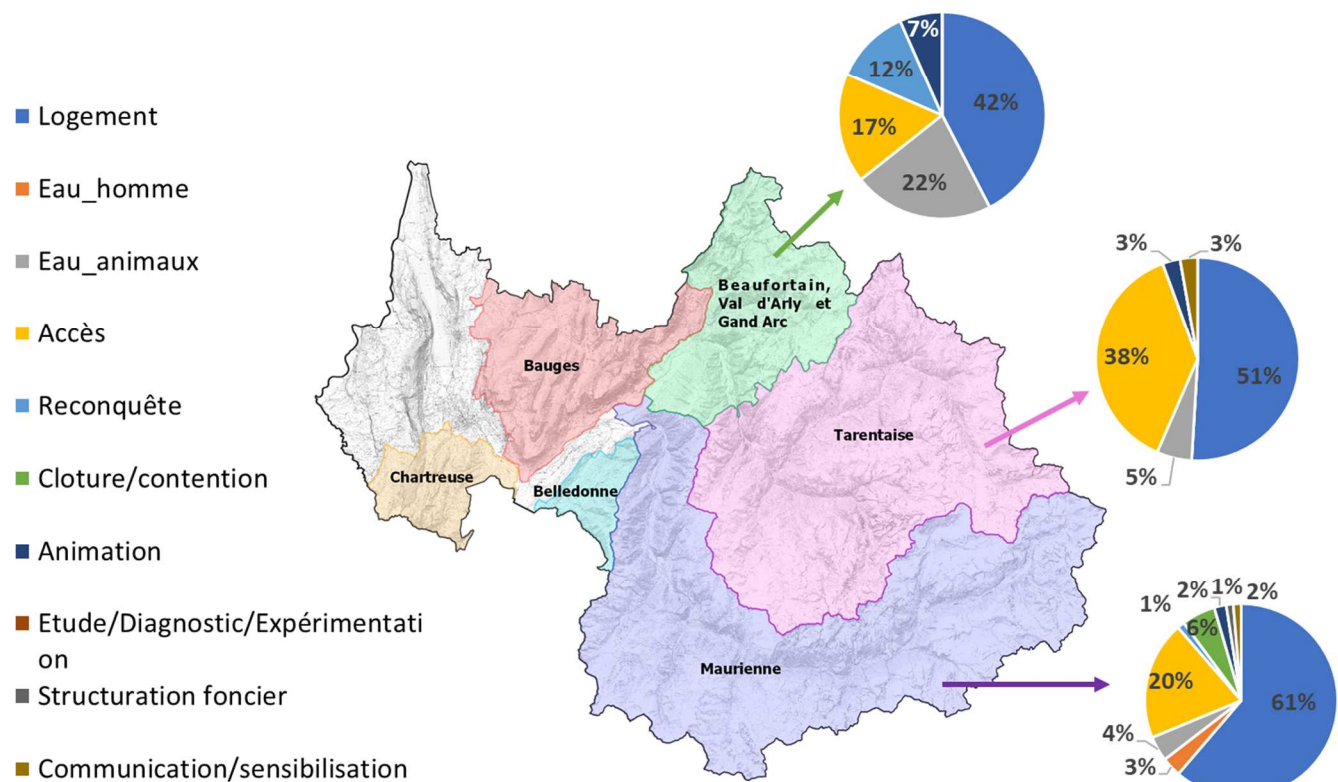 Logement
Eau_homme
Eau_animaux
Accès
Reconquête
Cloture/contention
Animation
Etude/Diagnostic/Expérimentati
on
Structuration foncier
Communication/sensibilisation
7%
12%
42%
17%
22%
3%
3%
38%
51%
5%
Beaufortain,
Val d'Arly et
Gand Arc
Bauges
Tarentaise
Chartreuse
Belledonne
Maurienne
1%
2%
1%
2%
6%
20%
61%
4%
3%